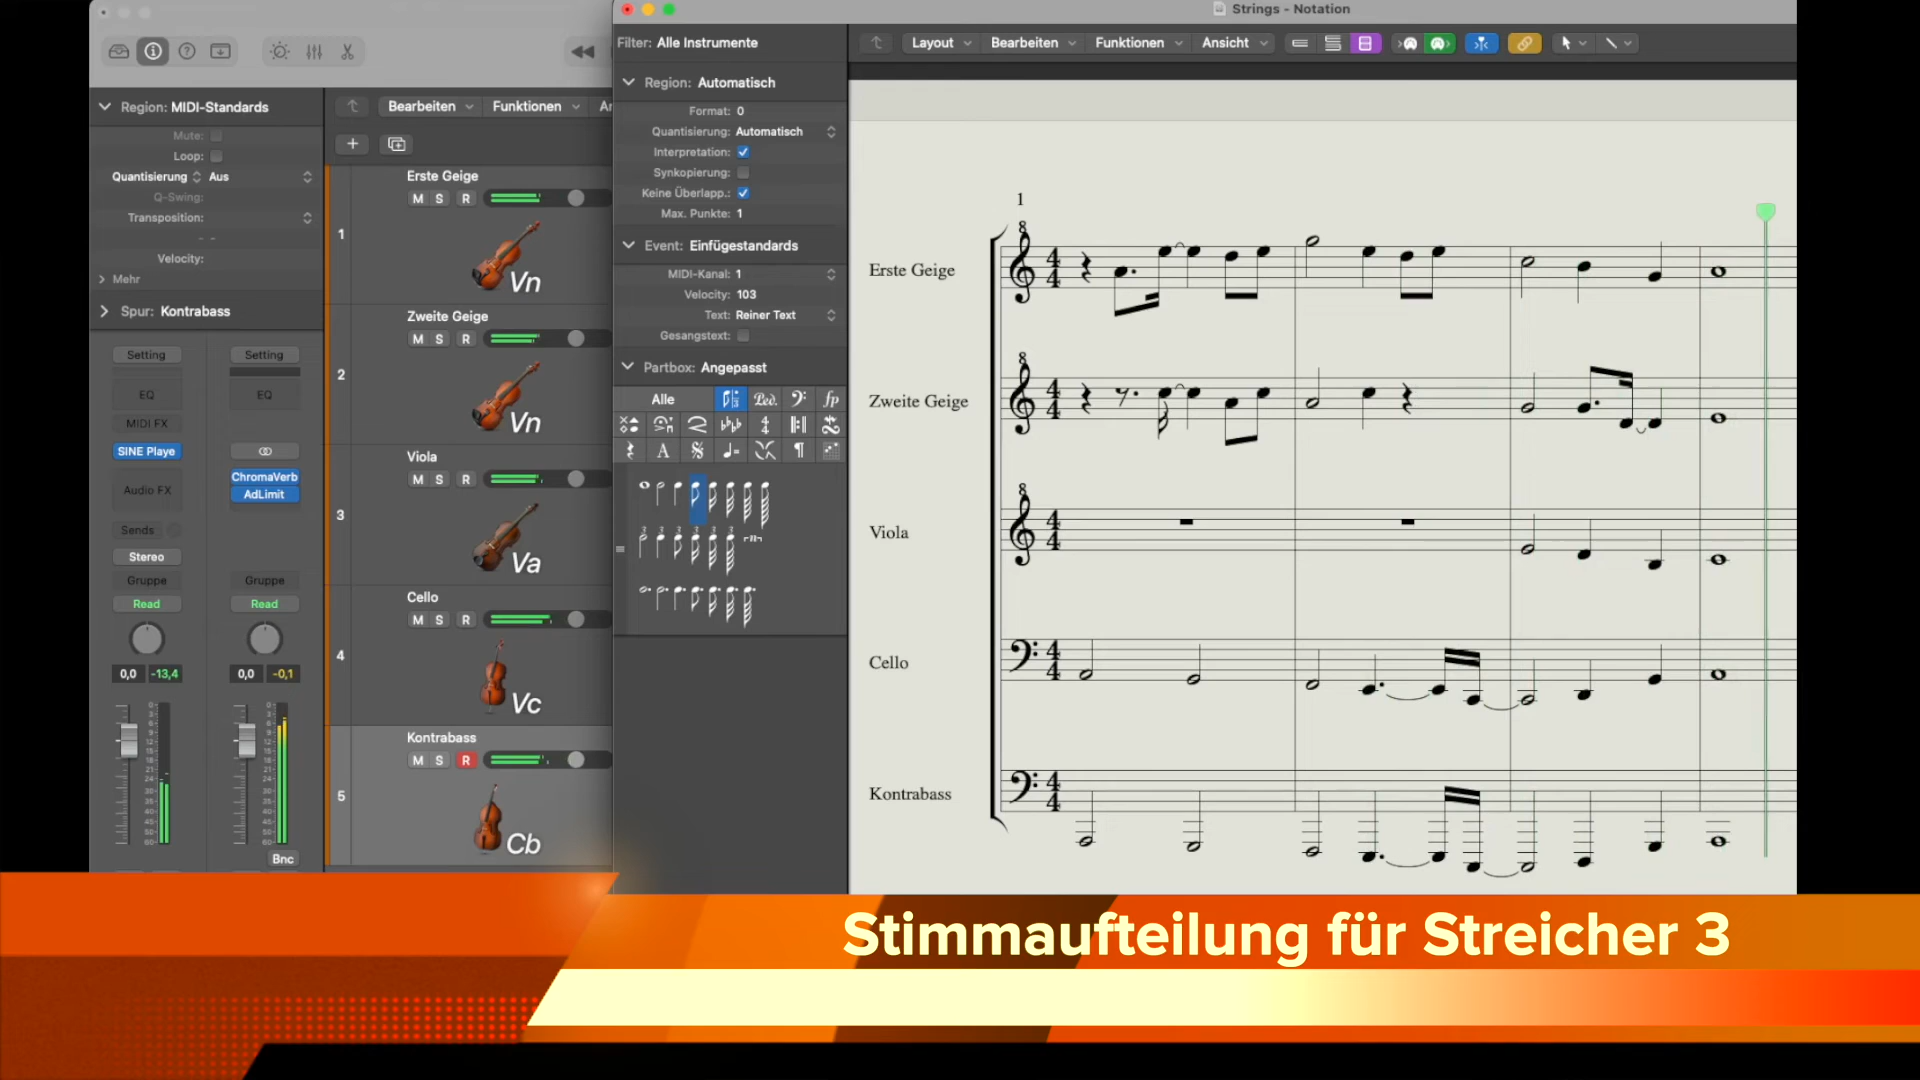 Strings - Notation
Region: MIDI-Standards
Mute:
Loop:
Quantisierung Aus
Q-Swing:
Transposition:
- -
Velocity:
Mehr
Spur: Kontrabass
Setting Setting
EQ EQ
MIDI FX
SINE Playe
ChromaVerb
Audio FX AdLimit
Sends
Stereo
Gruppe Gruppe
Read Read
0,0 -13,4 0,0 -0,1
Bnc
Bearbeiten Funktionen
1 Erste Geige
M S R
Vn
2 Zweite Geige
M S R
Vn
3 Viola
M S R
Va
4 Cello
M S R
Vc
5 Kontrabass
M S R
Cb
Filter: Alle Instrumente
Region: Automatisch
Format: 0
Quantisierung: Automatisch
Interpretation:
Synkopierung:
Keine Überlapp.:
Max. Punkte: 1
Event: Einfügestandards
MIDI-Kanal: 1
Velocity: 103
Text: Reiner Text
Gesangstext:
Partbox: Angepasst
Alle
Layout Bearbeiten Funktionen Ansicht
1
Erste Geige
Zweite Geige
Viola
Cello
Kontrabass
Stimmaufteilung für Streicher 3